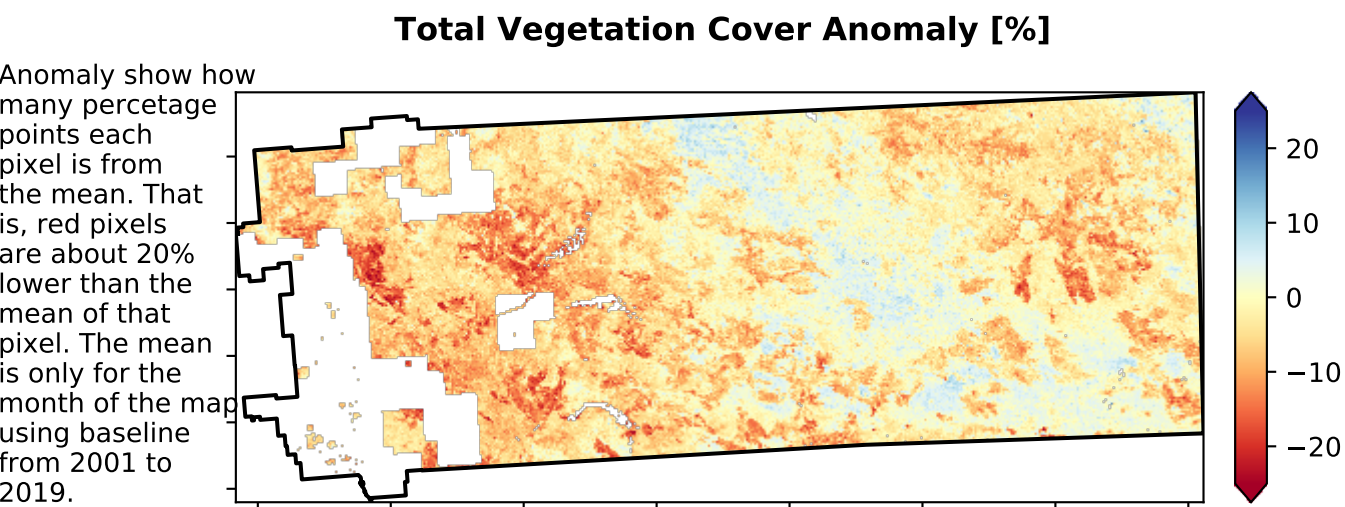 Total Vegetation Cover Anomaly [%]
Anomaly show how
many percetage
points each
pixel is from
the mean. That
is, red pixels
are about 20%
lower than the
mean of that
pixel. The mean
is only for the
month of the map
using baseline
from 2001 to
2019.
20
10
0
−10
−20